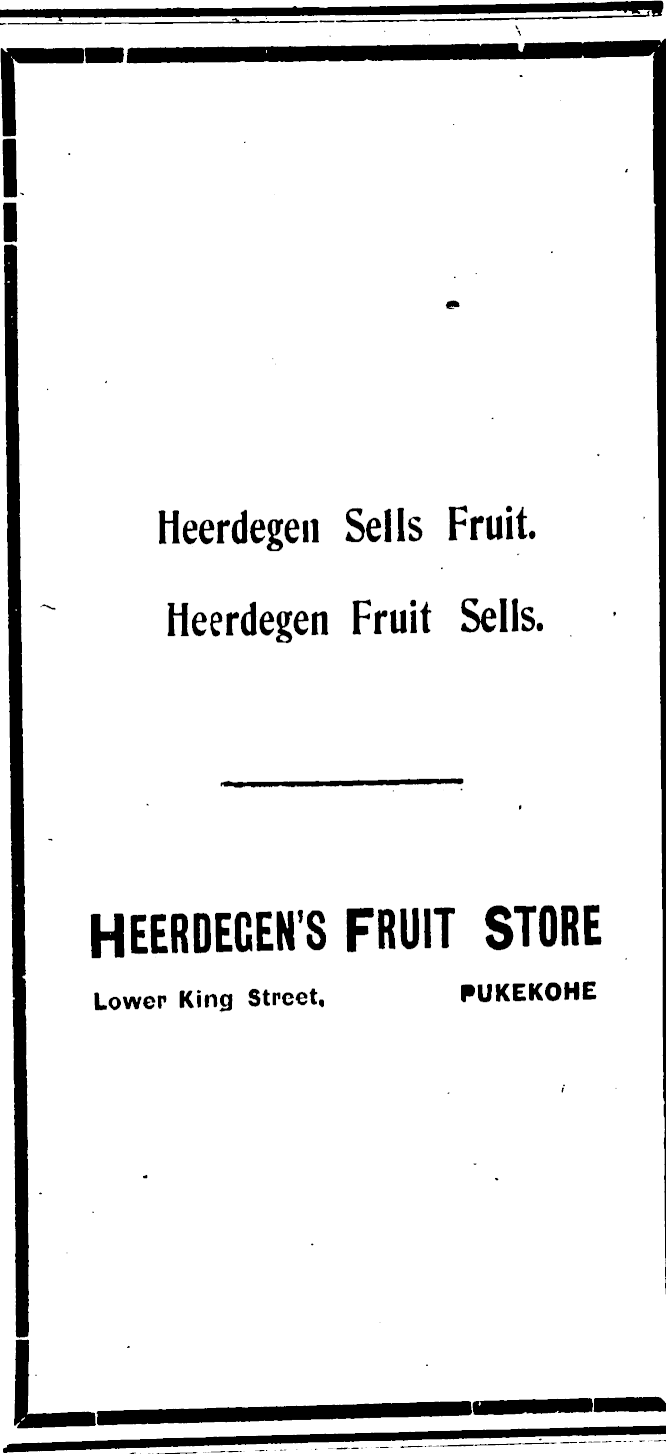 Heerdegen Sells Fruit.
Heerdegen Fruit Sells.
HEERDEGEN'S FRUIT STORE
Lower King Street, PUKEKOHE